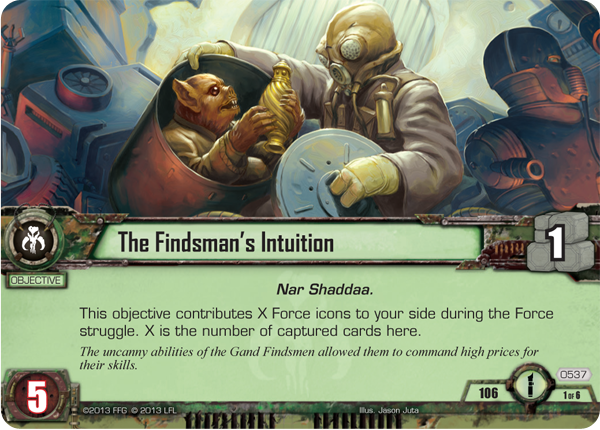 The Findsman's Intuition
1
OBJECTIVE
Nar Shaddaa.
This objective contributes X Force icons to your side during the Force
struggle. X is the number of captured cards here.
The uncanny abilities of the Gand Findsmen allowed them to command high prices for
their skills.
5
©2013 FFG © 2013 LFL
Illus. Jason Juta
106
0537
1 OF 6